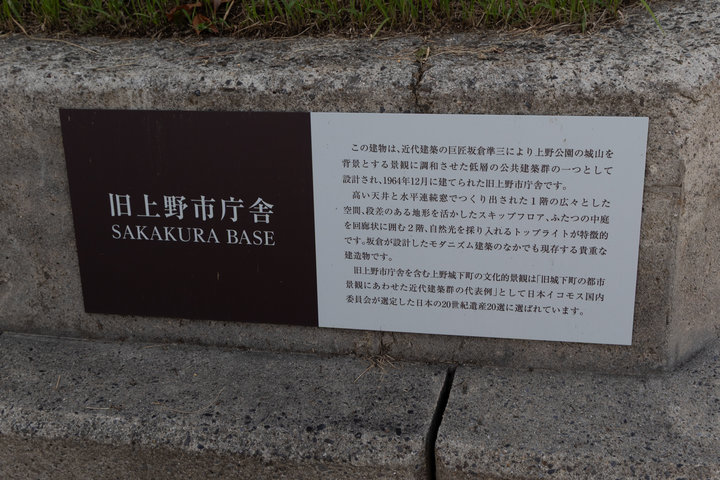 旧上野市庁舎
SAKAKURA BASE
この建物は、近代建築の巨匠坂倉準三により上野公園の城山を
背景とする景観に調和させた低層の公共建築群の一つとして
設計され、1964年12月に建てられた旧上野市庁舎です。
高い天井と水平連続窓でつくり出された1階の広々とした
空間、段差のある地形を活かしたスキップフロア、ふたつの中庭
を回廊状に囲む2階、自然光を採り入れるトップライトが特徴的
です。坂倉が設計したモダニズム建築のなかでも現存する貴重な
建造物です。
旧上野市庁舎を含む上野城下町の文化的景観は「旧城下町の都市
景観にあわせた近代建築群の代表例」として日本イコモス国内
委員会が選定した日本の20世紀遺産20選に選ばれています。